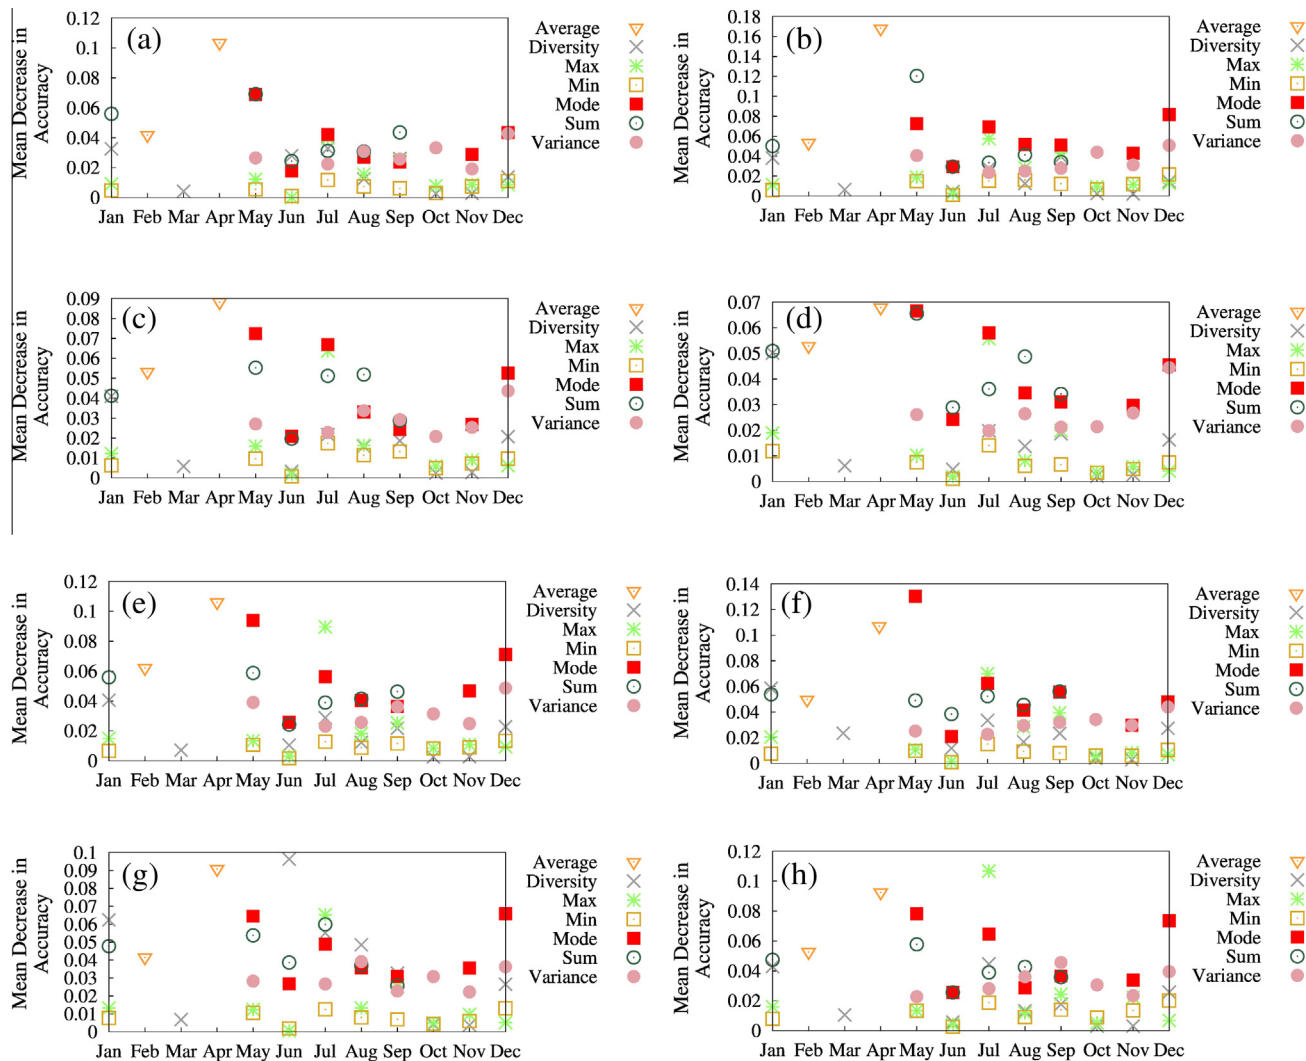 Mean Decrease in
Accuracy
(a)
0.12
0.1
0.08
0.06
0.04
0.02
0
Jan Feb Mar Apr May Jun Jul Aug Sep Oct Nov Dec
Average
Diversity
Max
Min
Mode
Sum
Variance
Mean Decrease in
Accuracy
(b)
0.18
0.16
0.14
0.12
0.1
0.08
0.06
0.04
0.02
0
Jan Feb Mar Apr May Jun Jul Aug Sep Oct Nov Dec
Average
Diversity
Max
Min
Mode
Sum
Variance
Mean Decrease in
Accuracy
(c)
0.09
0.08
0.07
0.06
0.05
0.04
0.03
0.02
0.01
0
Jan Feb Mar Apr May Jun Jul Aug Sep Oct Nov Dec
Average
Diversity
Max
Min
Mode
Sum
Variance
Mean Decrease in
Accuracy
(d)
0.07
0.06
0.05
0.04
0.03
0.02
0.01
0
Jan Feb Mar Apr May Jun Jul Aug Sep Oct Nov Dec
Average
Diversity
Max
Min
Mode
Sum
Variance
Mean Decrease in
Accuracy
(e)
0.12
0.1
0.08
0.06
0.04
0.02
0
Jan Feb Mar Apr May Jun Jul Aug Sep Oct Nov Dec
Average
Diversity
Max
Min
Mode
Sum
Variance
Mean Decrease in
Accuracy
(f)
0.14
0.12
0.1
0.08
0.06
0.04
0.02
0
Jan Feb Mar Apr May Jun Jul Aug Sep Oct Nov Dec
Average
Diversity
Max
Min
Mode
Sum
Variance
Mean Decrease in
Accuracy
(g)
0.1
0.09
0.08
0.07
0.06
0.05
0.04
0.03
0.02
0.01
0
Jan Feb Mar Apr May Jun Jul Aug Sep Oct Nov Dec
Average
Diversity
Max
Min
Mode
Sum
Variance
Mean Decrease in
Accuracy
(h)
0.12
0.1
0.08
0.06
0.04
0.02
0
Jan Feb Mar Apr May Jun Jul Aug Sep Oct Nov Dec
Average
Diversity
Max
Min
Mode
Sum
Variance